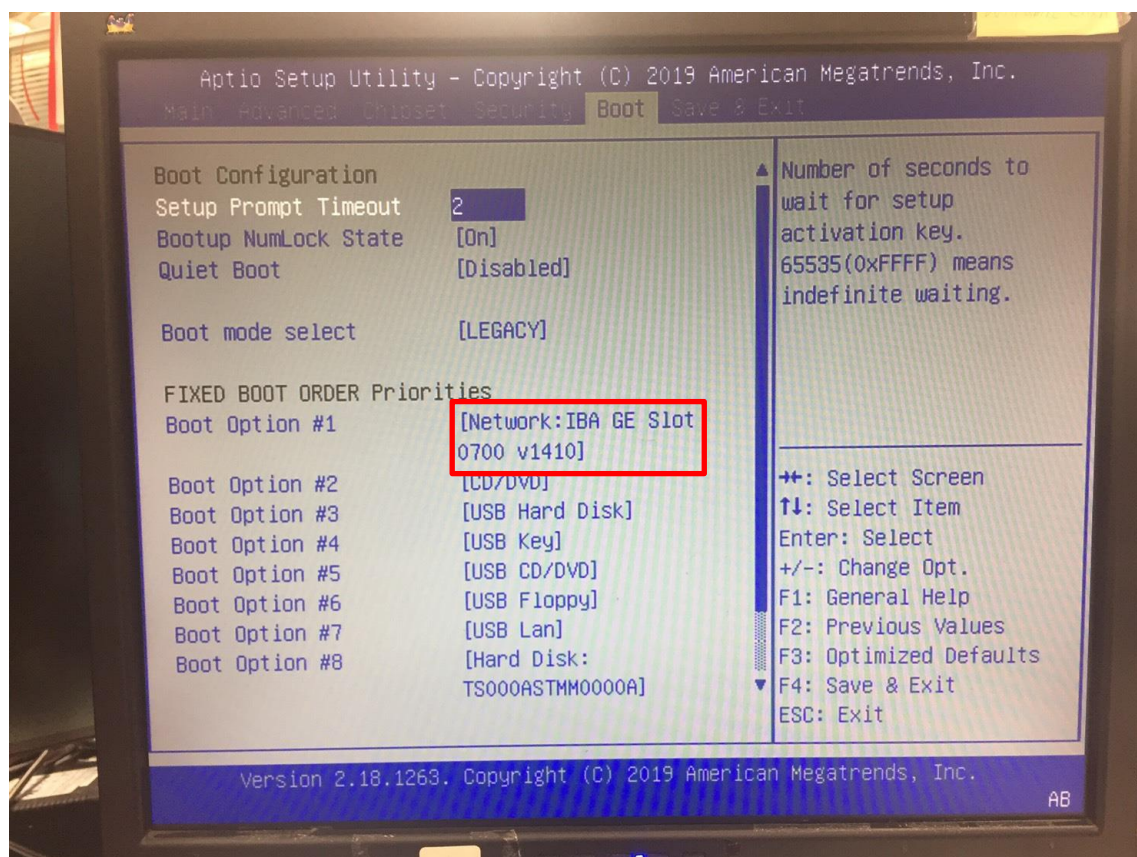 Aptio Setup Utility – Copyright (C) 2019 American Megatrends, Inc.
Main Advanced Chipset Security Boot Save & Exit
Boot Configuration
Setup Prompt Timeout 2
Bootup NumLock State [On]
Quiet Boot [Disabled]
Boot mode select [LEGACY]
FIXED BOOT ORDER Priorities
Boot Option #1 [Network:IBA GE Slot
0700 v1410]
Boot Option #2 [CD/DVD]
Boot Option #3 [USB Hard Disk]
Boot Option #4 [USB Key]
Boot Option #5 [USB CD/DVD]
Boot Option #6 [USB Floppy]
Boot Option #7 [USB Lan]
Boot Option #8 [Hard Disk:
TS000ASTMM0000A]
Number of seconds to
wait for setup
activation key.
65535(0xFFFF) means
indefinite waiting.
→←: Select Screen
↑↓: Select Item
Enter: Select
+/-: Change Opt.
F1: General Help
F2: Previous Values
F3: Optimized Defaults
F4: Save & Exit
ESC: Exit
Version 2.18.1263. Copyright (C) 2019 American Megatrends, Inc.
AB